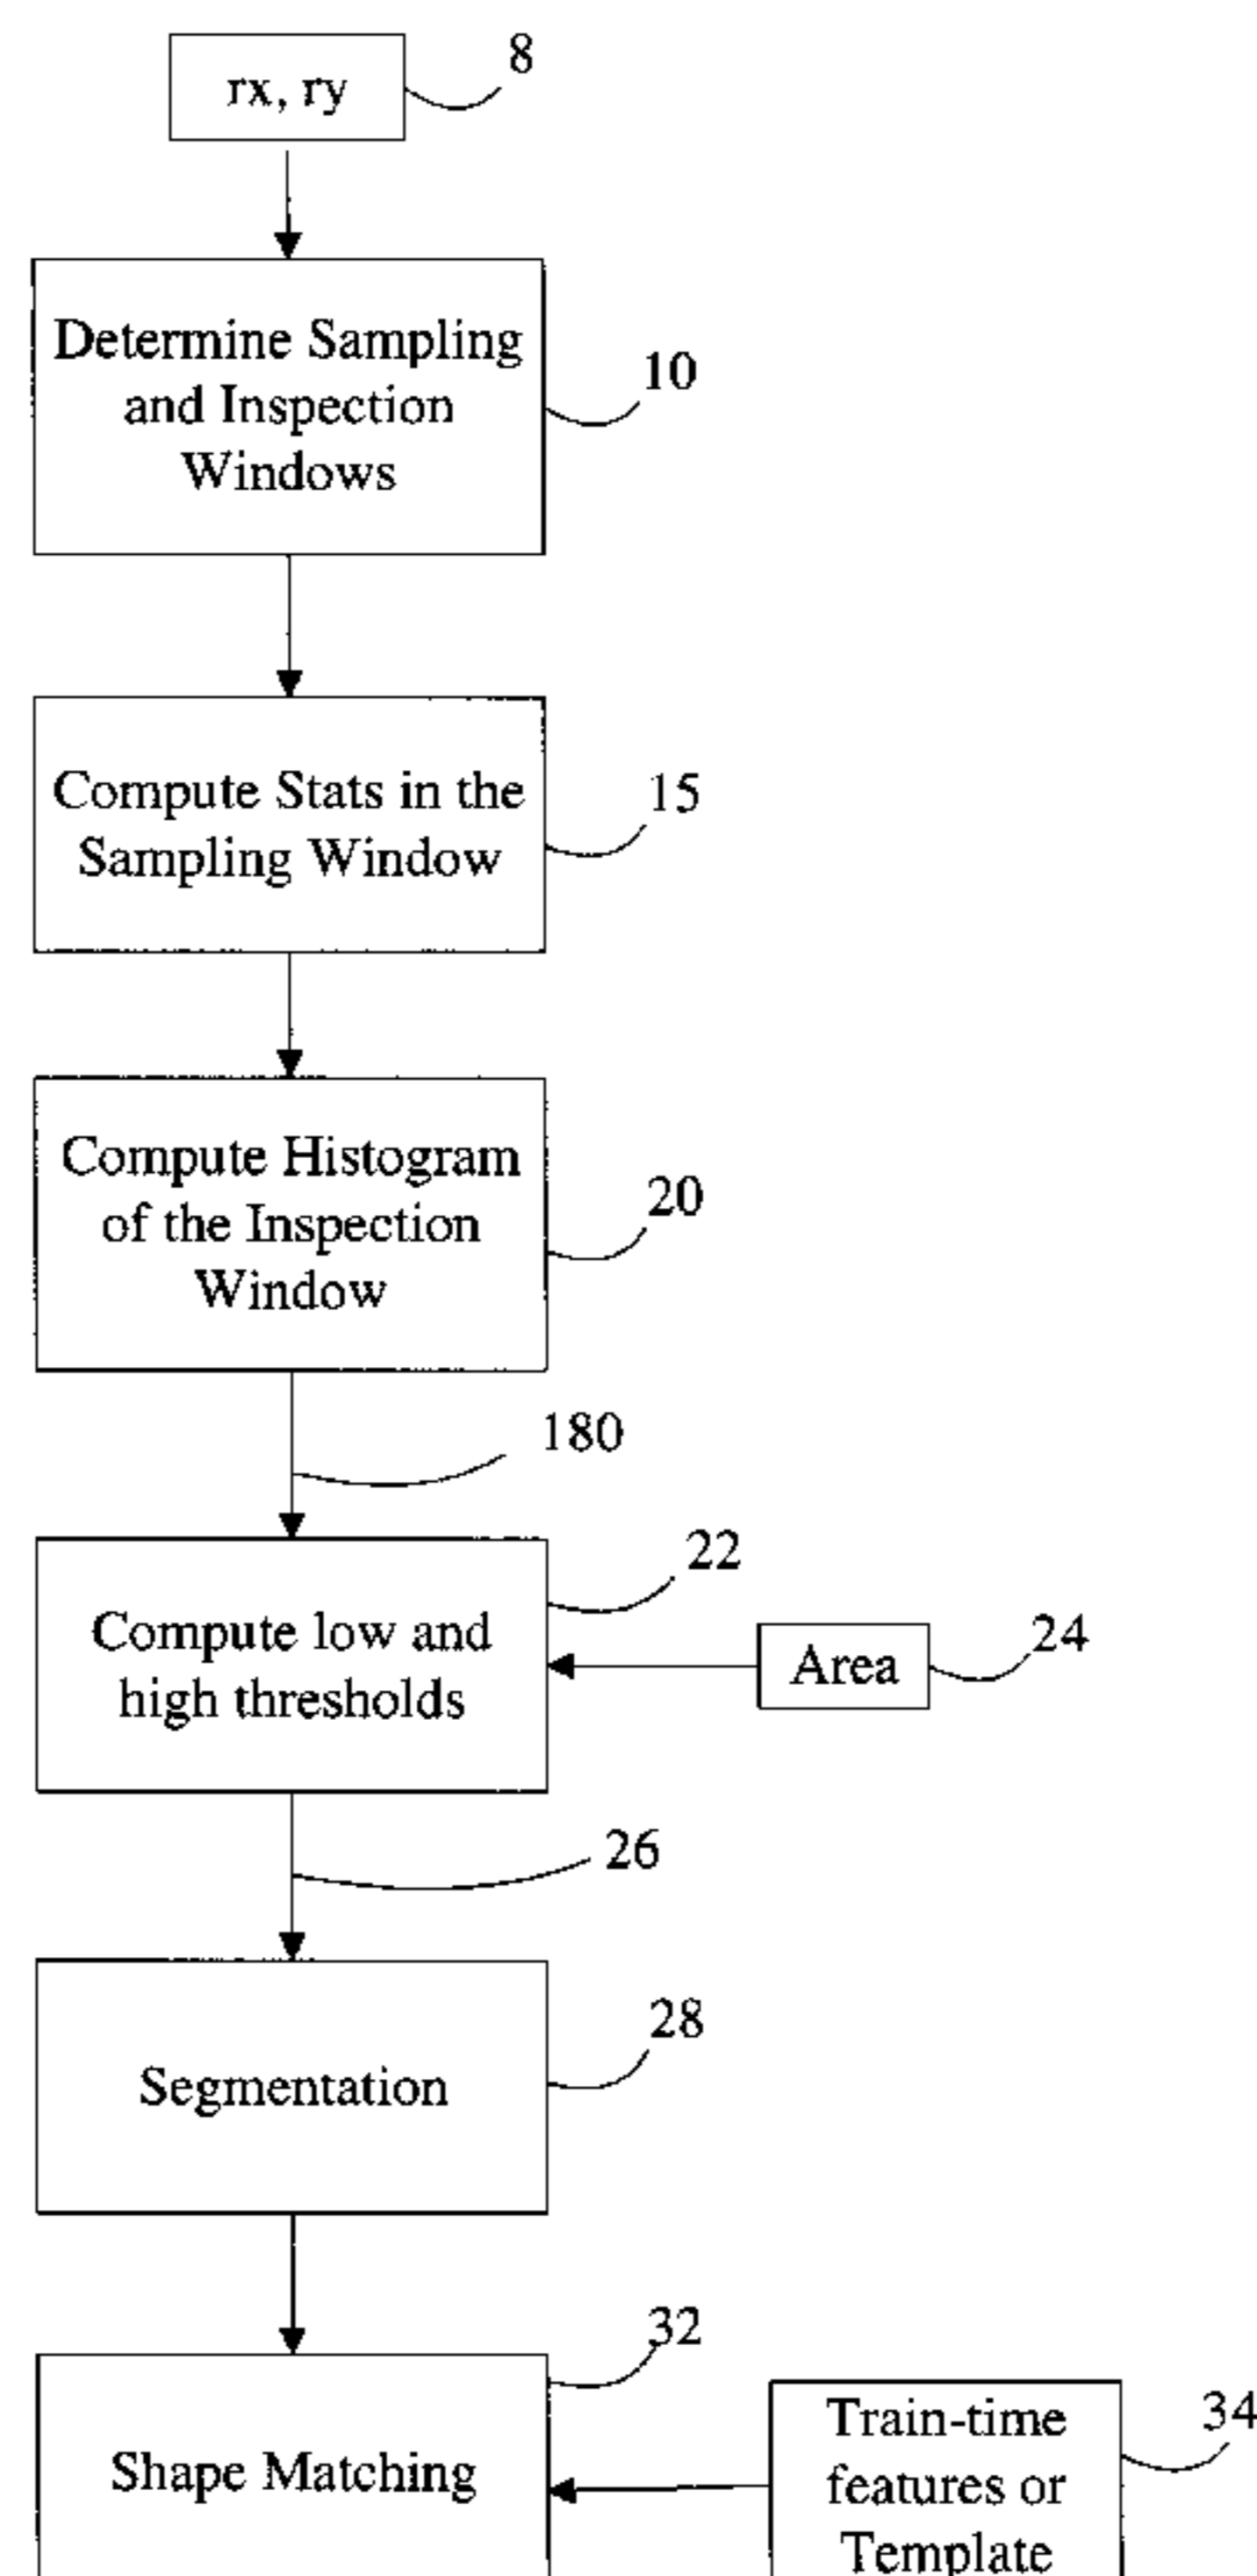 rx, ry
8
Determine Sampling
and Inspection
Windows
10
Compute Stats in the
Sampling Window
15
Compute Histogram
of the Inspection
Window
20
180
Compute low and
high thresholds
22
Area
24
26
Segmentation
28
Shape Matching
32
Train-time
features or
Template
34